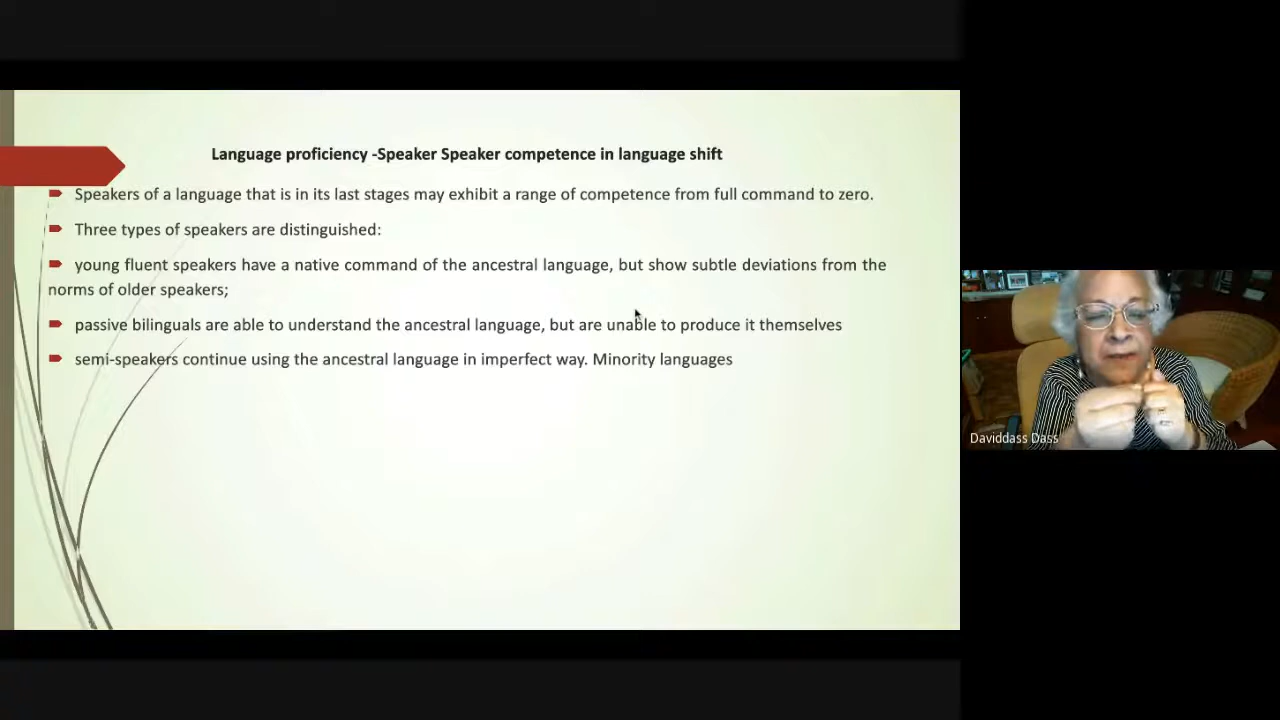 Language proficiency -Speaker Speaker competence in language shift
Speakers of a language that is in its last stages may exhibit a range of competence from full command to zero.
Three types of speakers are distinguished:
young fluent speakers have a native command of the ancestral language, but show subtle deviations from the
norms of older speakers;
passive bilinguals are able to understand the ancestral language, but are unable to produce it themselves
semi-speakers continue using the ancestral language in imperfect way. Minority languages
Daviddass Dass